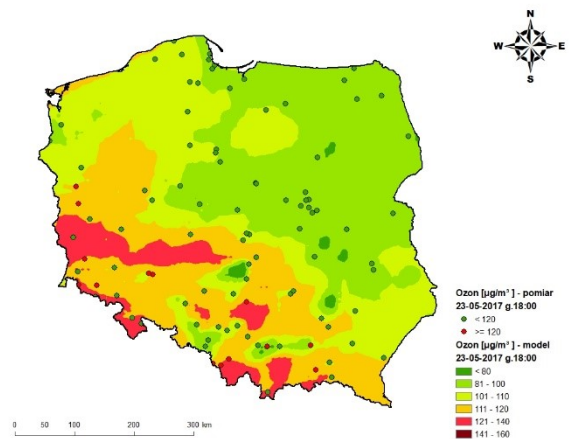 N
W E
S
Ozon [µg/m³ ] - pomiar
23-05-2017 g.18:00
< 120
>= 120
Ozon [µg/m³ ] - model
23-05-2017 g.18:00
< 80
81 - 100
101 - 110
111 - 120
121 - 140
141 - 160
0 50 100 200 300 km